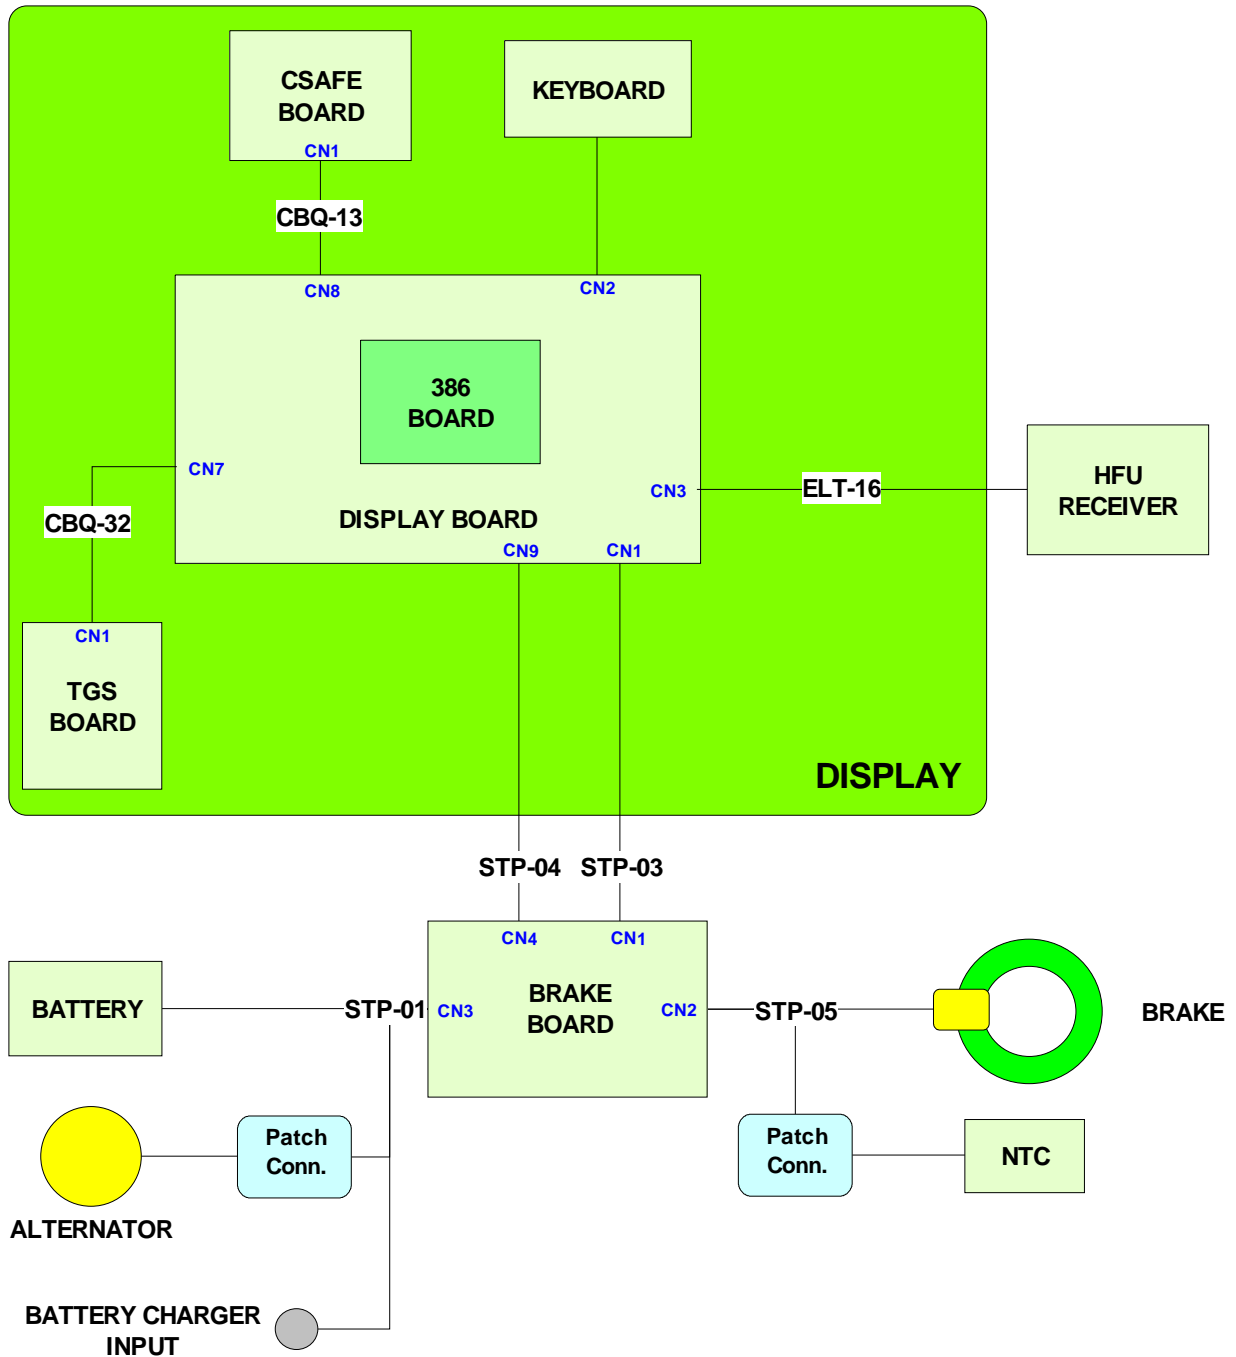 CSAFE
BOARD
CN1
KEYBOARD
CBQ-13
CN8
CN2
386
BOARD
CN7
CN3
ELT-16
HFU
RECEIVER
CBQ-32
DISPLAY BOARD
CN9
CN1
CN1
TGS
BOARD
DISPLAY
STP-04
STP-03
CN4
CN1
BATTERY
STP-01
CN3
BRAKE
BOARD
CN2
STP-05
BRAKE
Patch
Conn.
Patch
Conn.
NTC
ALTERNATOR
BATTERY CHARGER
INPUT